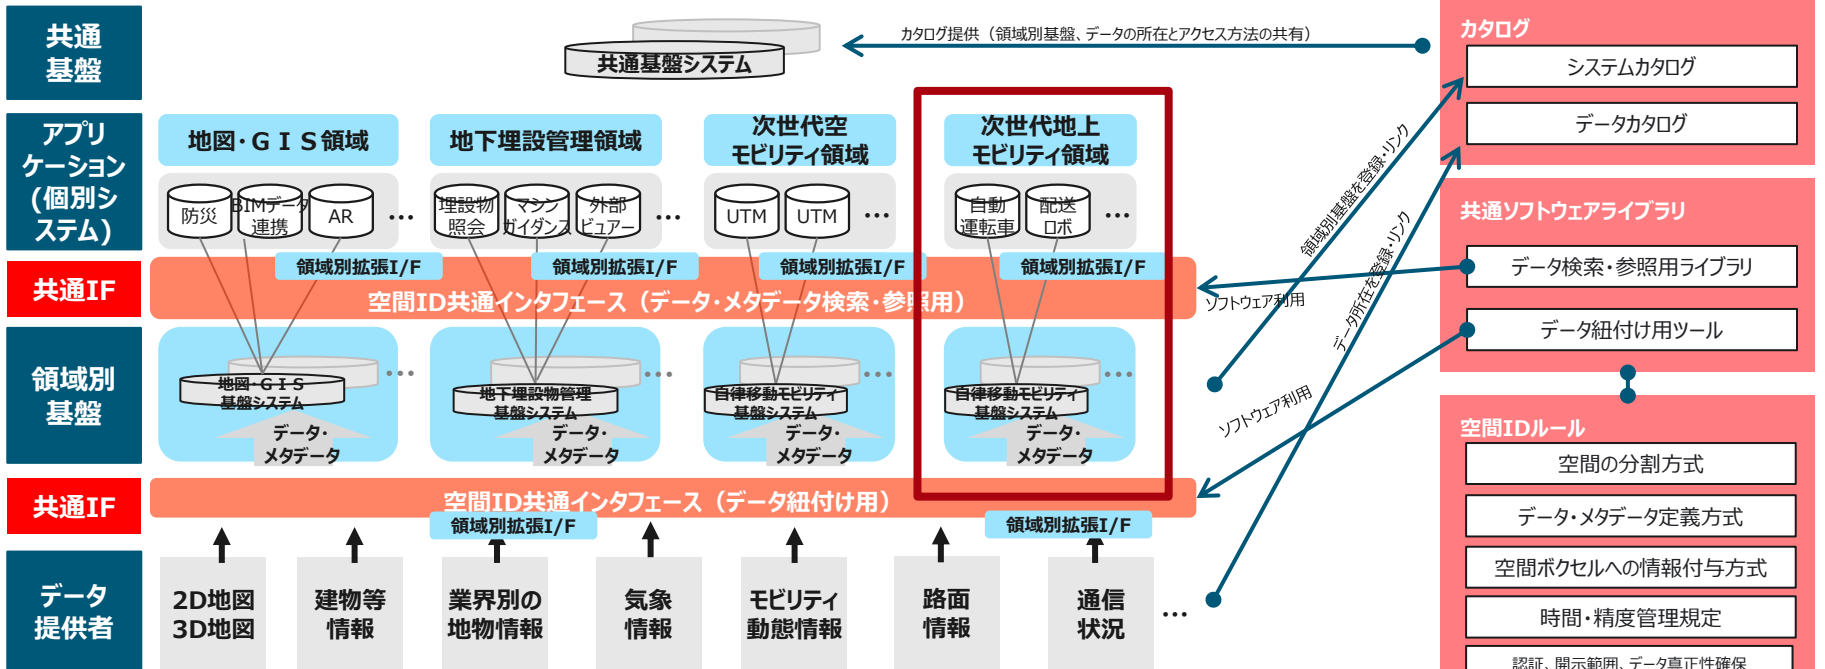 共通
基盤
共通基盤システム
カタログ提供（領域別基盤、データの所在とアクセス方法の共有）
アプリ
ケーション
(個別シ
ステム)
地図・ＧＩＳ領域
地下埋設管理領域
次世代空
モビリティ領域
次世代地上
モビリティ領域
防災
BIMデータ
連携
AR
…
埋設物
照会
マシン
ガイダンス
外部
ビュアー
…
UTM
UTM
…
自動
運転車
配送
ロボ
…
共通IF
領域別拡張I/F
領域別拡張I/F
領域別拡張I/F
領域別拡張I/F
空間ID共通インタフェース（データ・メタデータ検索・参照用）
領域別
基盤
地図・ＧＩＳ
基盤システム
…
データ・
メタデータ
地下埋設物管理
基盤システム
…
データ・
メタデータ
自律移動モビリティ
基盤システム
…
データ・
メタデータ
自律移動モビリティ
基盤システム
…
データ・
メタデータ
共通IF
空間ID共通インタフェース（データ紐付け用）
領域別拡張I/F
領域別拡張I/F
データ
提供者
2D地図
3D地図
建物等
情報
業界別の
地物情報
気象
情報
モビリティ
動態情報
路面
情報
通信
状況
…
領域別基盤を登録・リンク
データ所在を登録・リンク
ソフトウェア利用
ソフトウェア利用
カタログ
システムカタログ
データカタログ
共通ソフトウェアライブラリ
データ検索・参照用ライブラリ
データ紐付け用ツール
空間IDルール
空間の分割方式
データ・メタデータ定義方式
空間ボクセルへの情報付与方式
時間・精度管理規定
認証、開示範囲、データ真正性確保